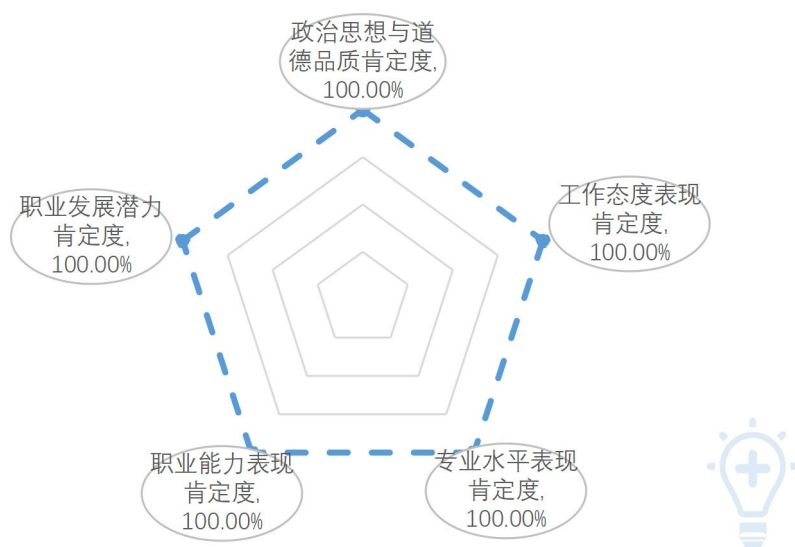 政治思想与道
德品质肯定度,
100.00%
工作态度表现
肯定度,
100.00%
专业水平表现
肯定度,
100.00%
职业能力表现
肯定度,
100.00%
职业发展潜力
肯定度,
100.00%